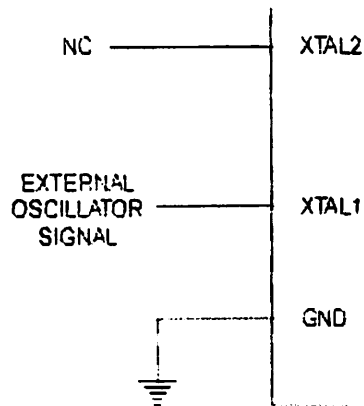 NC
XTAL2
EXTERNAL
OSCILLATOR
SIGNAL
XTAL1
GND